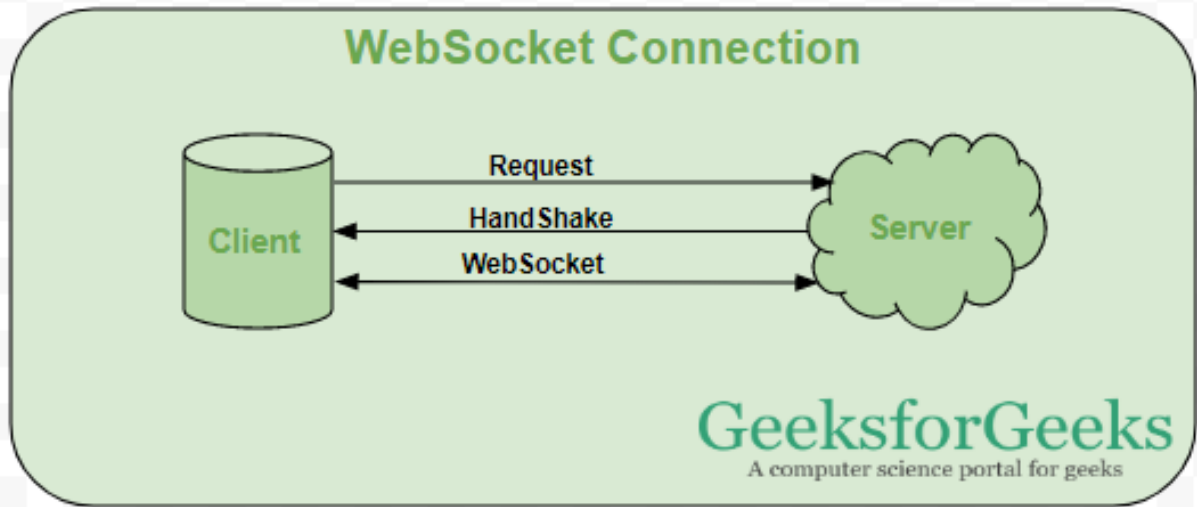 WebSocket Connection
Request
HandShake
WebSocket
Client
Server
GeeksforGeeks
A computer science portal for geeks